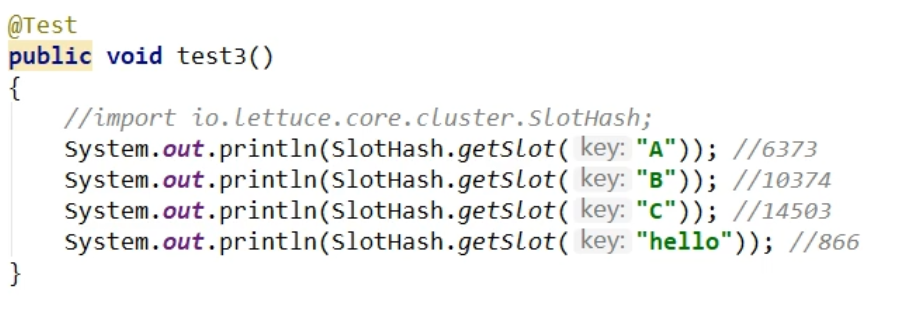 @Test
public void test3()
{
//import io.lettuce.core.cluster.SlotHash;
System.out.println(SlotHash.getSlot( key: "A")); //6373
System.out.println(SlotHash.getSlot( key: "B")); //10374
System.out.println(SlotHash.getSlot( key: "C")); //14503
System.out.println(SlotHash.getSlot( key: "hello")); //866
}